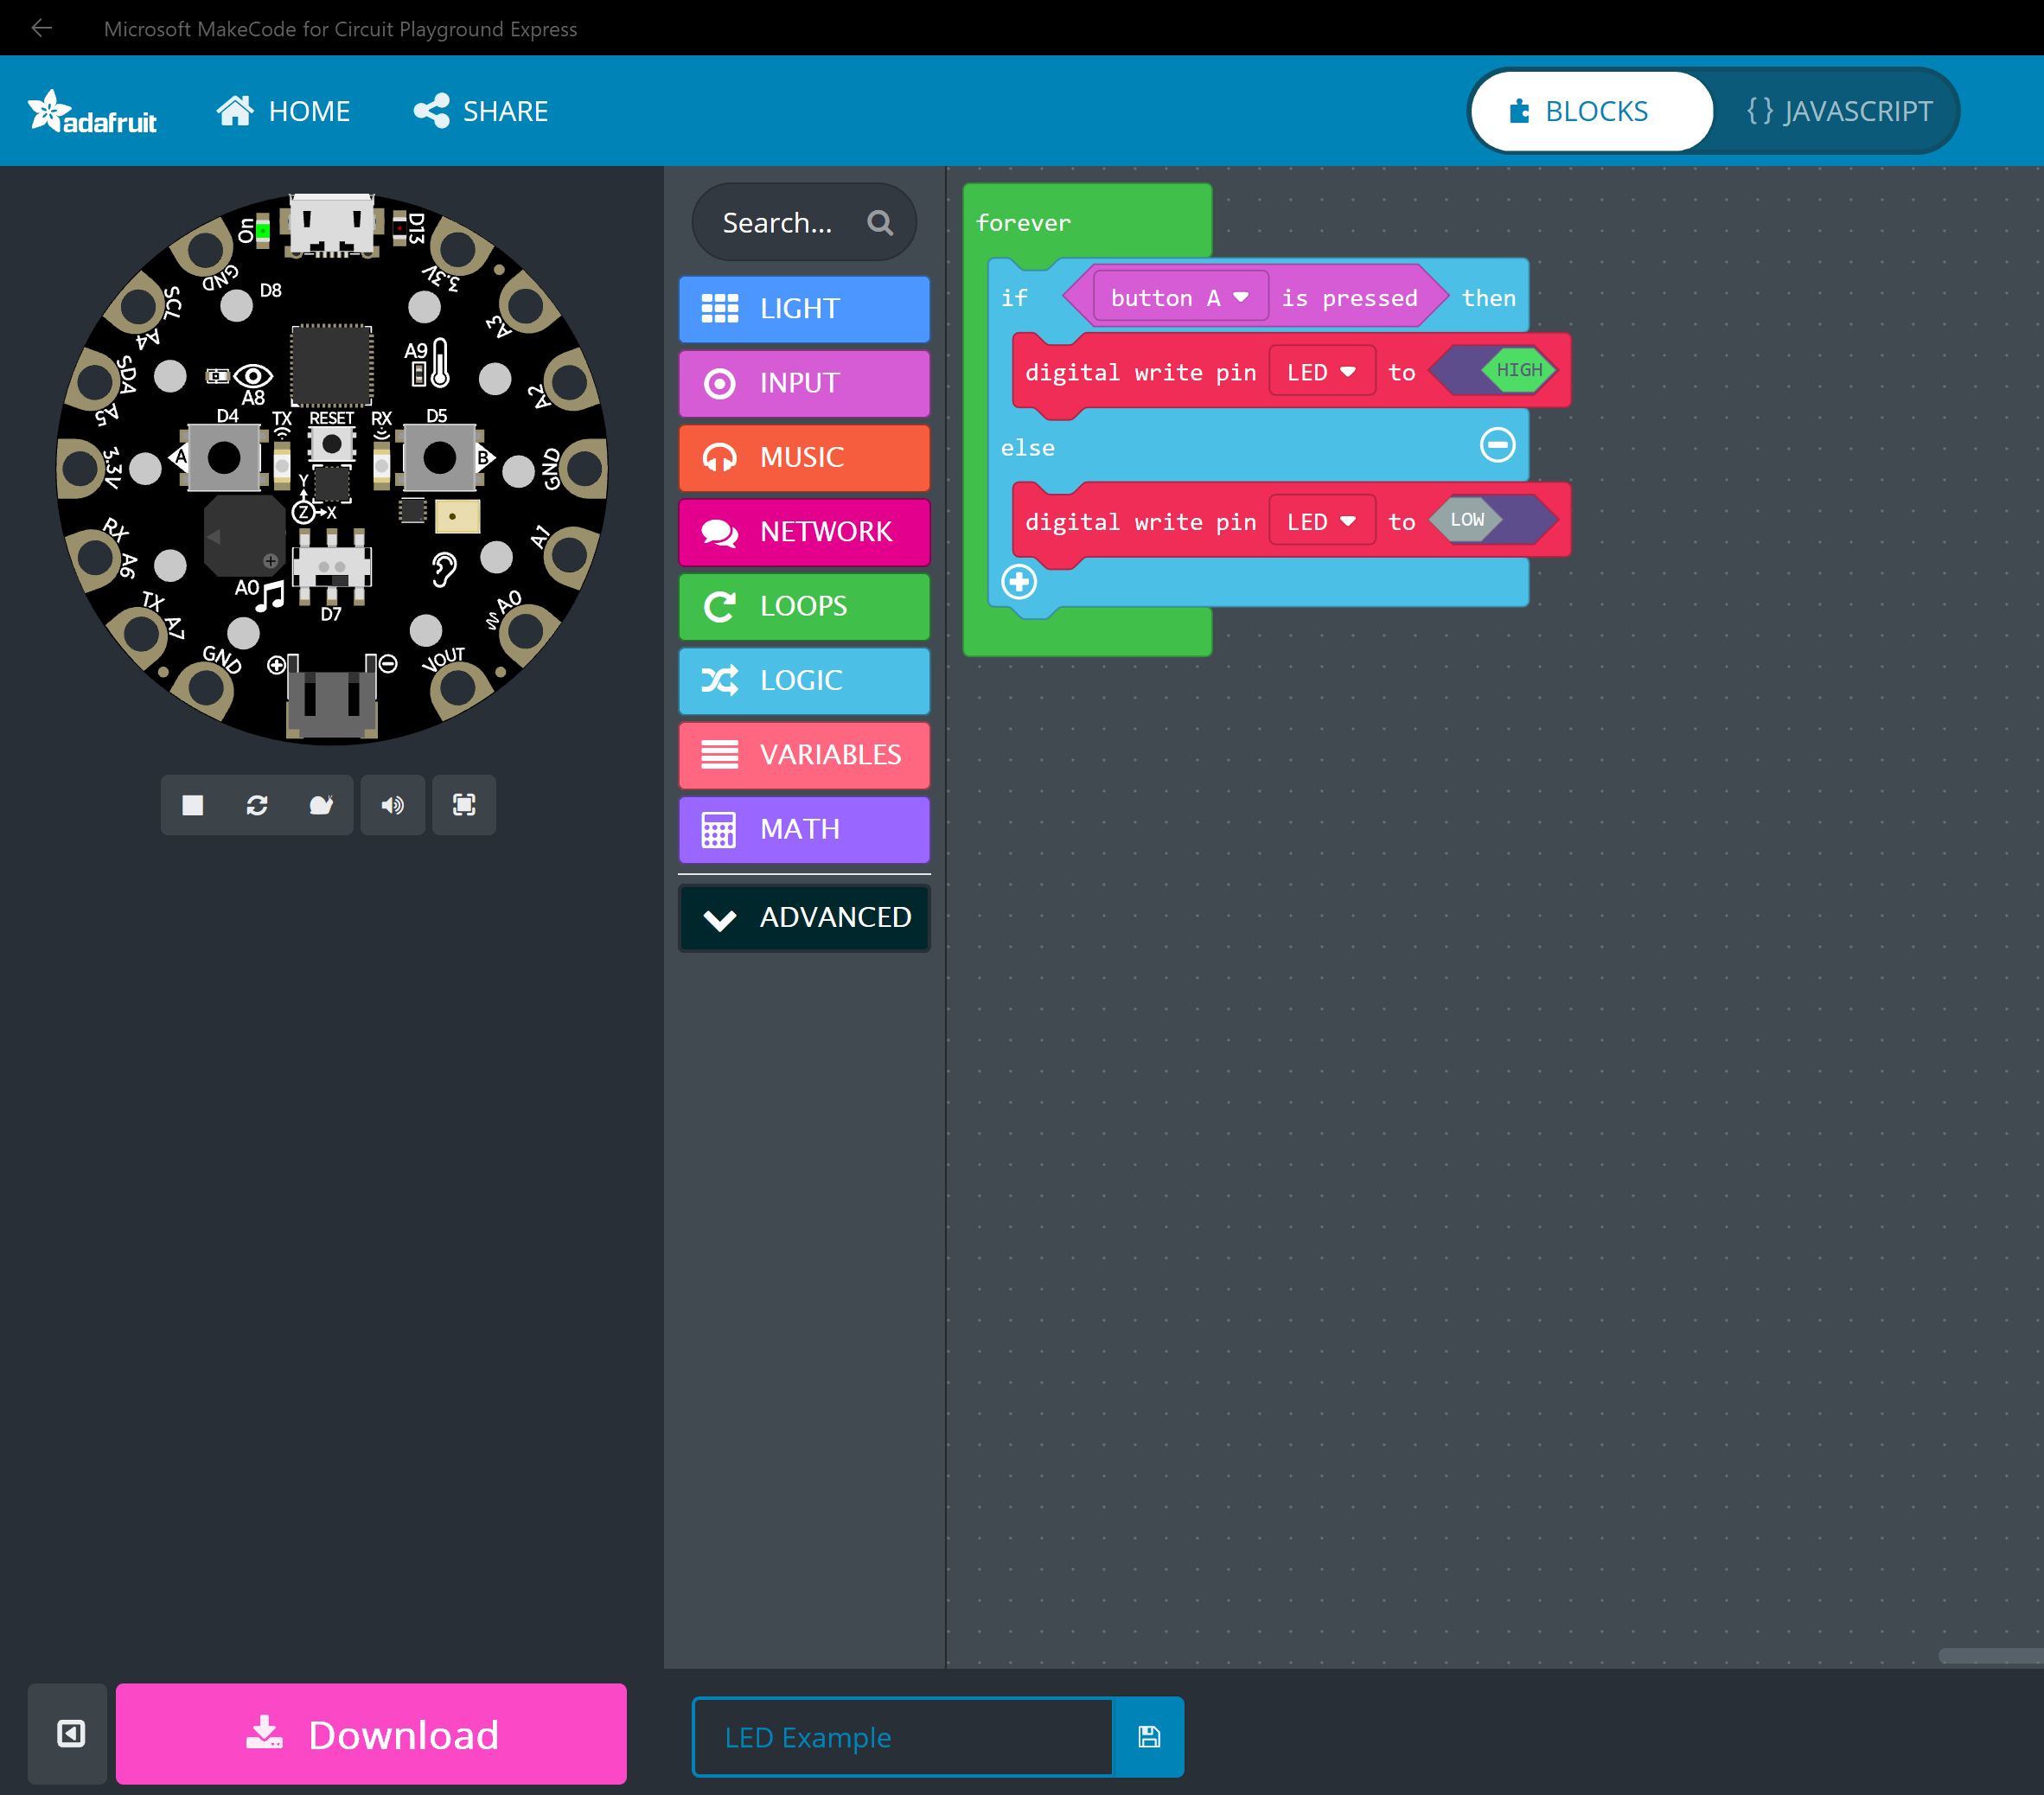 Microsoft MakeCode for Circuit Playground Express
adafruit
HOME
SHARE
BLOCKS
{ } JAVASCRIPT
On
D13
GND
3.3V
SCL
A4
D8
A3
SDA
A5
A8
A9
A2
D4
TX
RESET
RX
D5
3.3V
A
B
GND
Y
Z
X
RX
A6
A1
A0
D7
TX
A7
A0
GND
VOUT
Search...
LIGHT
INPUT
MUSIC
NETWORK
LOOPS
LOGIC
VARIABLES
MATH
ADVANCED
forever
if button A is pressed then
digital write pin LED to HIGH
else
digital write pin LED to LOW
Download
LED Example